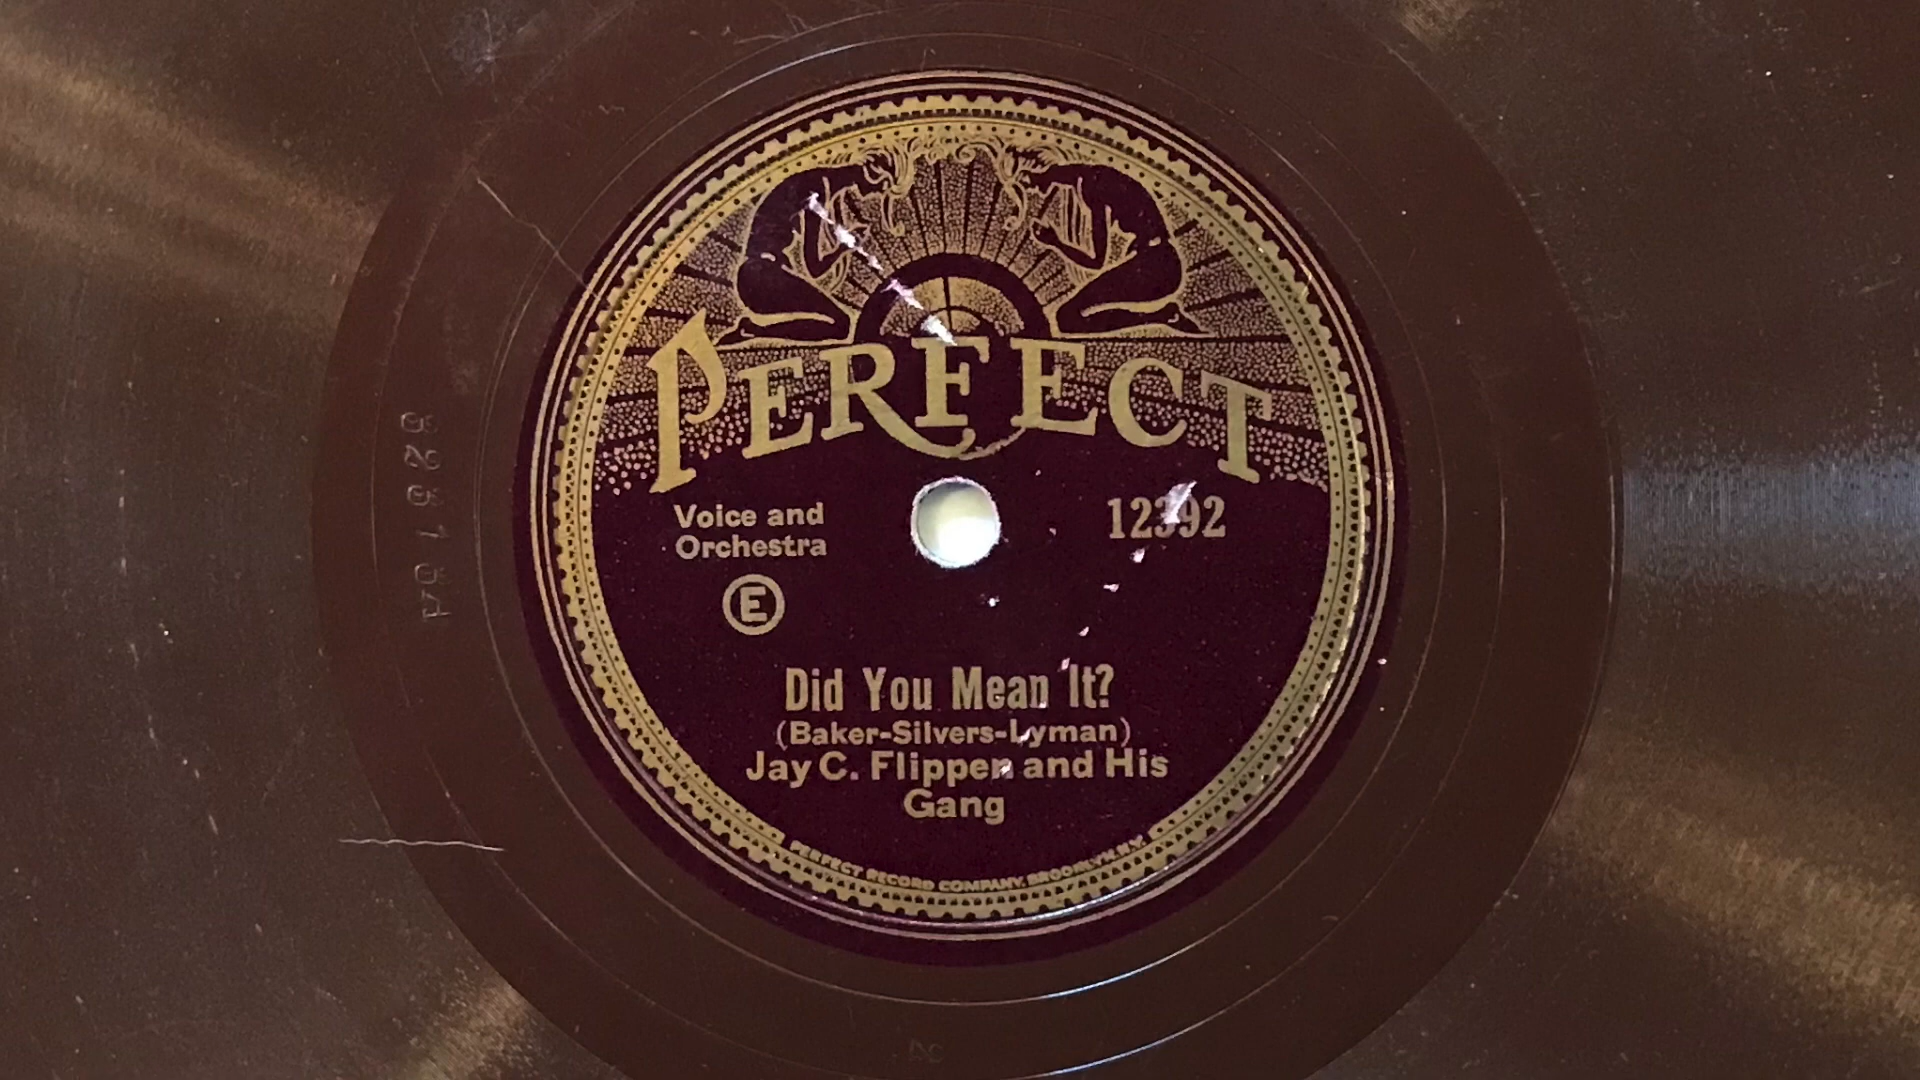 PERFECT
Voice and
Orchestra
12392
E
Did You Mean It?
(Baker-Silvers-Lyman)
Jay C. Flippen and His
Gang
PERFECT RECORD COMPANY, BROOKLYN, N.Y.